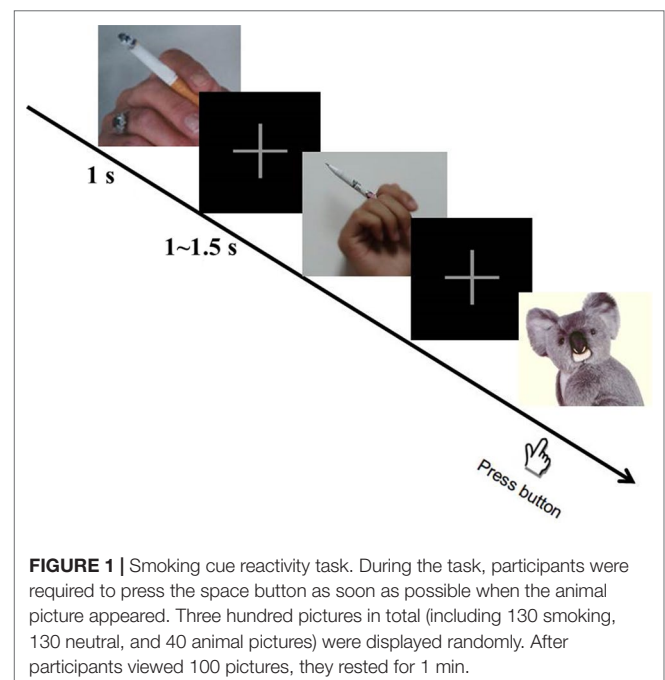 1 s
1~1.5 s
Press button
FIGURE 1 | Smoking cue reactivity task. During the task, participants were
required to press the space button as soon as possible when the animal
picture appeared. Three hundred pictures in total (including 130 smoking,
130 neutral, and 40 animal pictures) were displayed randomly. After
participants viewed 100 pictures, they rested for 1 min.